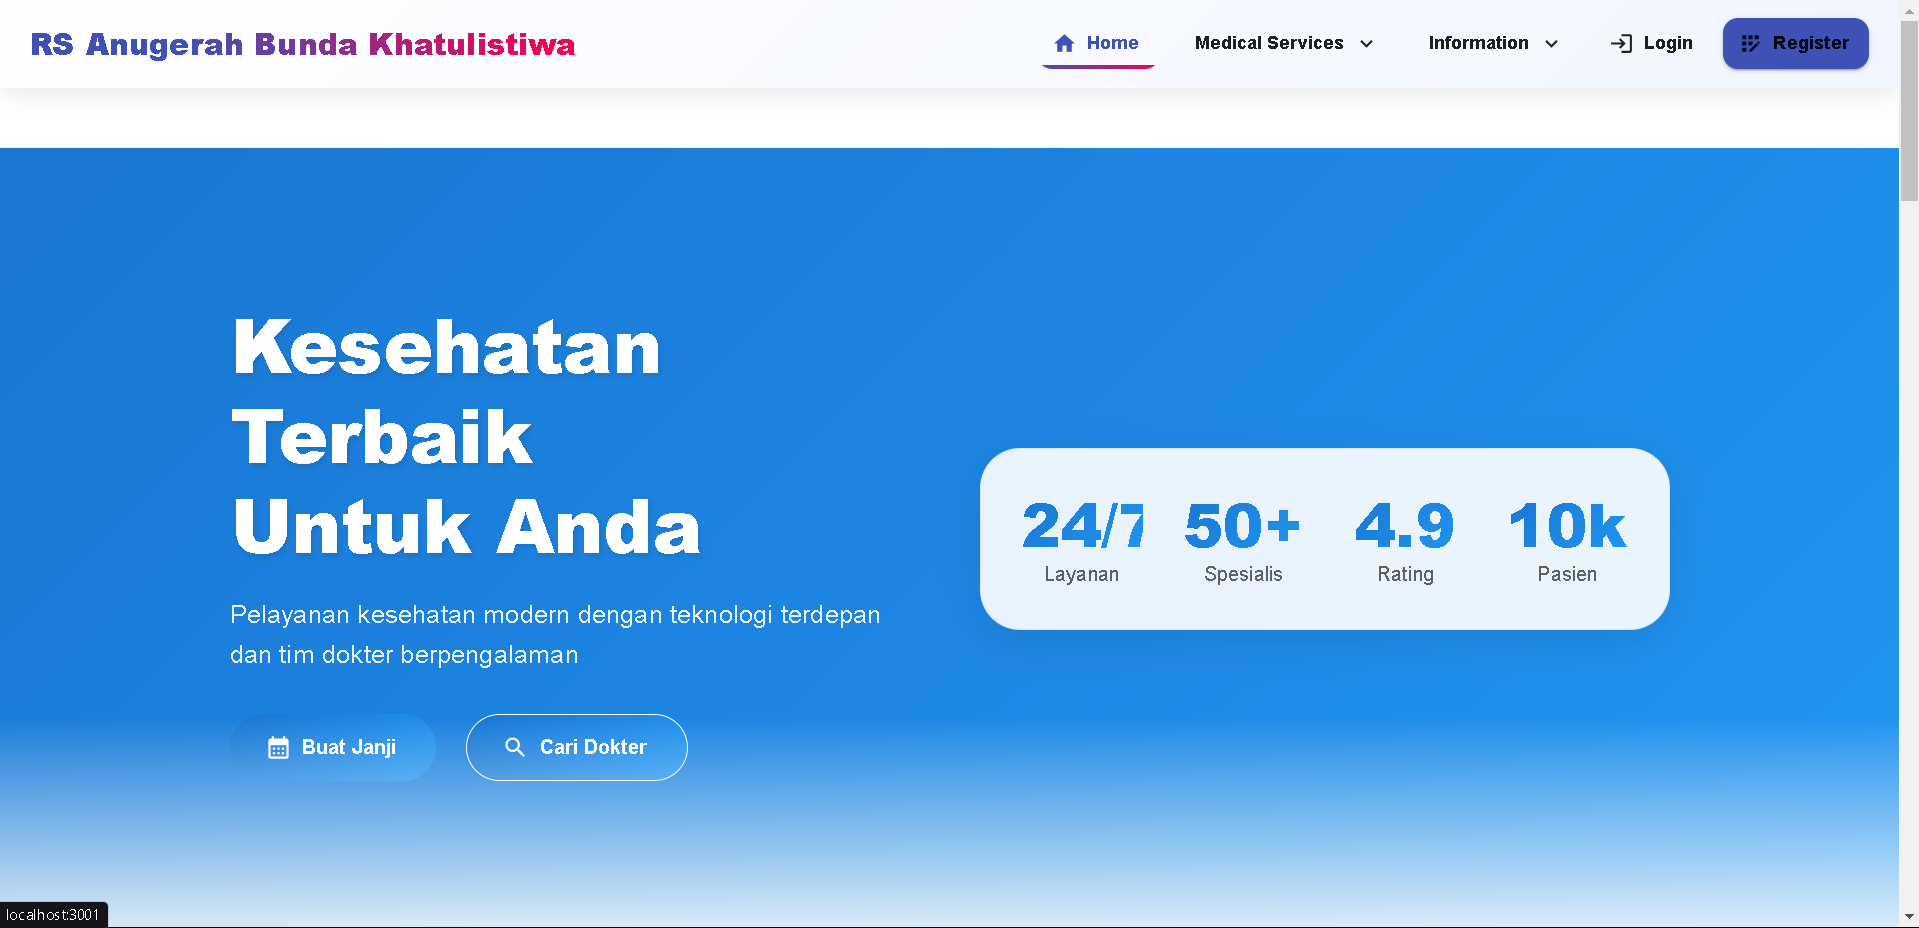 RS Anugerah Bunda Khatulistiwa
Home Medical Services Information Login Register
Kesehatan
Terbaik
Untuk Anda
24/7 50+ 4.9 10k
Layanan Spesialis Rating Pasien
Pelayanan kesehatan modern dengan teknologi terdepan
dan tim dokter berpengalaman
Buat Janji Cari Dokter
localhost:3001